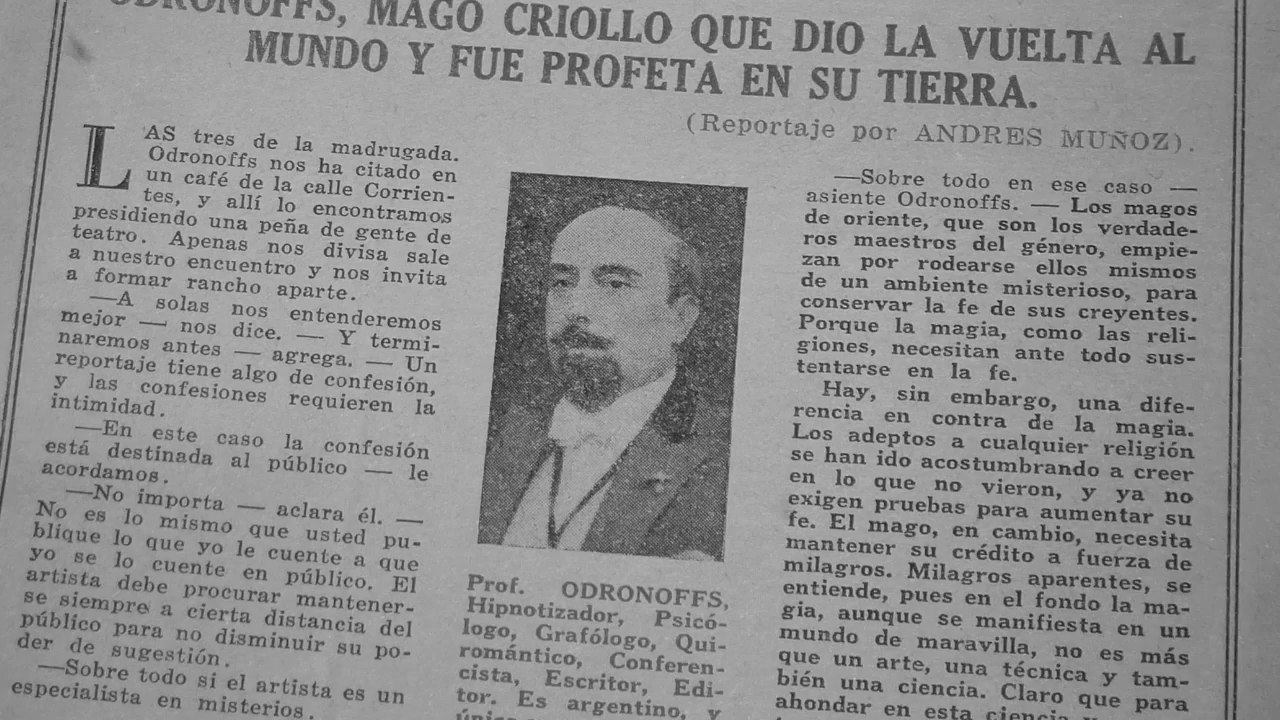 ODRONOFFS, MAGO CRIOLLO QUE DIO LA VUELTA AL
MUNDO Y FUE PROFETA EN SU TIERRA.
(Reportaje por ANDRES MUÑOZ).
LAS tres de la madrugada.
Odronoffs nos ha citado en
un café de la calle Corrien-
tes, y allí lo encontramos
presidiendo una peña de gente de
teatro. Apenas nos divisa sale
a nuestro encuentro y nos invita
a formar rancho aparte.
—A solas nos entenderemos
mejor — nos dice. — Y termi-
naremos antes — agrega. — Un
reportaje tiene algo de confesión,
y las confesiones requieren la
intimidad.
—En este caso la confesión
está destinada al público — le
acordamos.
—No importa — aclara él. —
No es lo mismo que usted pu-
blique lo que yo le cuente a que
yo se lo cuente en público. El
artista debe procurar mantener-
se siempre a cierta distancia del
público para no disminuir su po-
der de sugestión.
—Sobre todo si el artista es un
especialista en misterios.
Prof. ODRONOFFS,
Hipnotizador, Psicó-
logo, Grafólogo, Qui-
romántico, Conferen-
cista, Escritor, Edi-
tor. Es argentino, y
—Sobre todo en ese caso —
asiente Odronoffs. — Los magos
de oriente, que son los verdade-
ros maestros del género, empie-
zan por rodearse ellos mismos
de un ambiente misterioso, para
conservar la fe de sus creyentes.
Porque la magia, como las reli-
giones, necesitan ante todo sus-
tentarse en la fe.
Hay, sin embargo, una dife-
rencia en contra de la magia.
Los adeptos a cualquier religión
se han ido acostumbrando a creer
en lo que no vieron, y ya no
exigen pruebas para aumentar su
fe. El mago, en cambio, necesita
mantener su crédito a fuerza de
milagros. Milagros aparentes, se
entiende, pues en el fondo la ma-
gia, aunque se manifiesta en un
mundo de maravilla, no es más
que un arte, una técnica y tam-
bién una ciencia. Claro que para
ahondar en esta ciencia